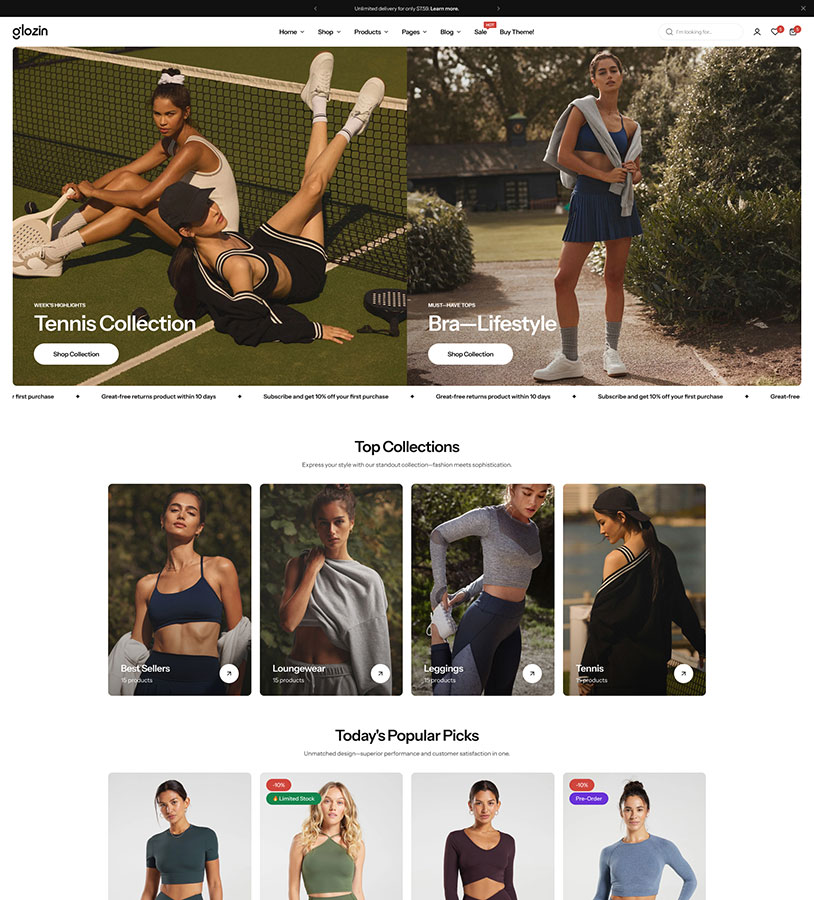 Unlimited delivery for only $7.59. Learn more.
glozin
Home
Shop
Products
Pages
Blog
Sale
HOT
Buy Theme!
I'm looking for...
WEEK'S HIGHLIGHTS
Tennis Collection
Shop Collection
MUST—HAVE TOPS
Bra—Lifestyle
Shop Collection
r first purchase
Great-free returns product within 10 days
Subscribe and get 10% off your first purchase
Great-free returns product within 10 days
Subscribe and get 10% off your first purchase
Great-free
Top Collections
Express your style with our standout collection—fashion meets sophistication.
Best Sellers
15 products
Loungewear
15 products
Leggings
15 products
Tennis
15 products
Today's Popular Picks
Unmatched design—superior performance and customer satisfaction in one.
-10%
🔥 Limited Stock
-10%
Pre-Order